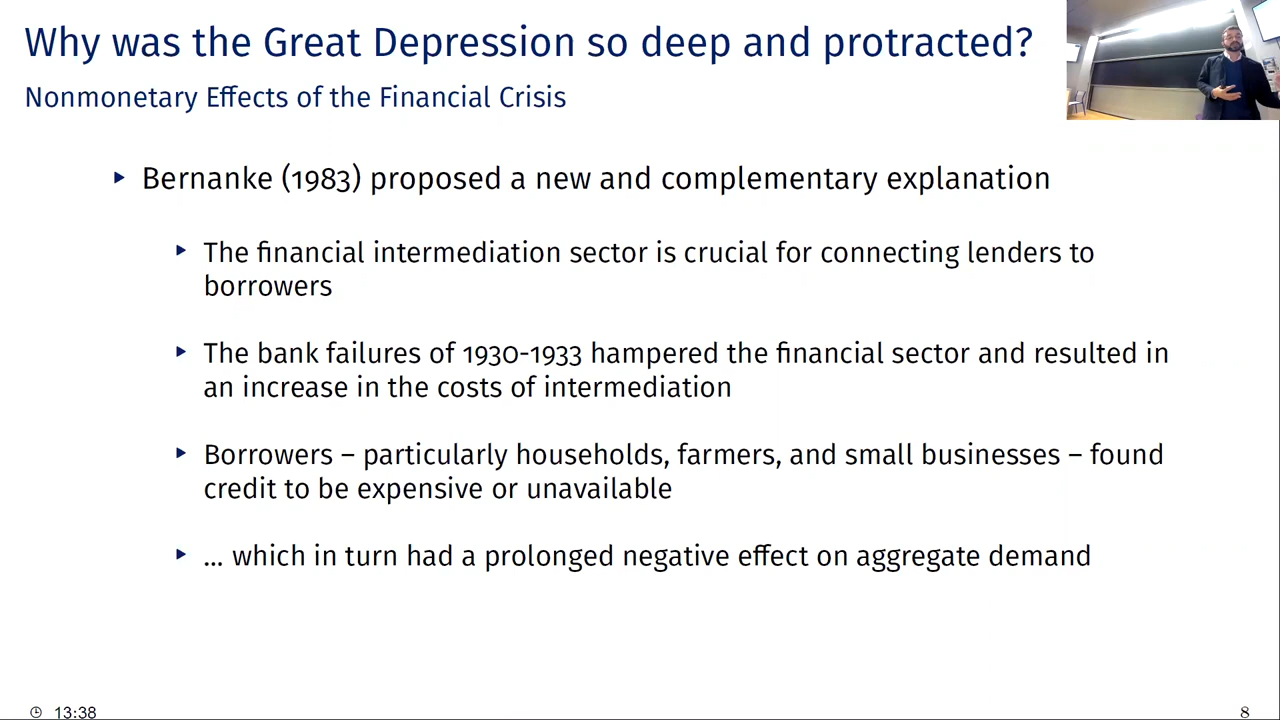 Why was the Great Depression so deep and protracted?
Nonmonetary Effects of the Financial Crisis
Bernanke (1983) proposed a new and complementary explanation
The financial intermediation sector is crucial for connecting lenders to
borrowers
The bank failures of 1930-1933 hampered the financial sector and resulted in
an increase in the costs of intermediation
Borrowers – particularly households, farmers, and small businesses – found
credit to be expensive or unavailable
... which in turn had a prolonged negative effect on aggregate demand
13:38
8